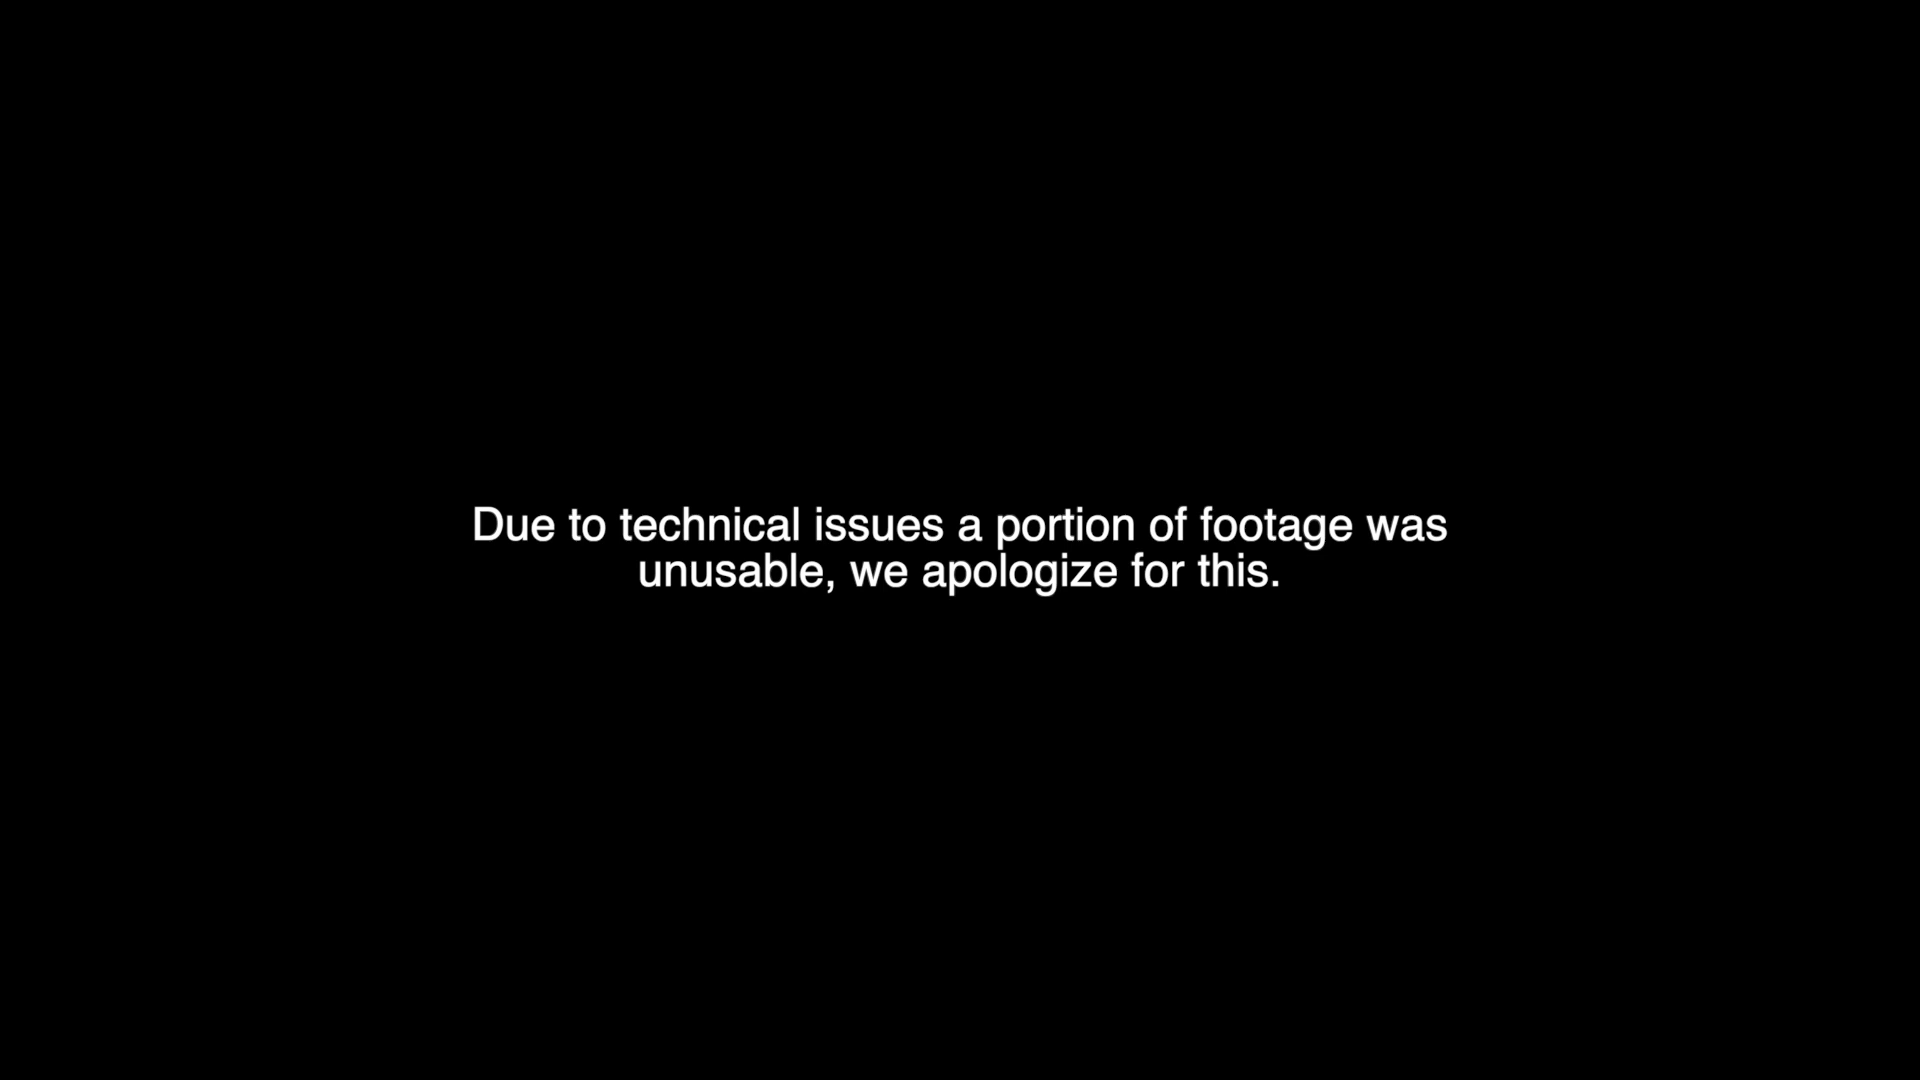 Due to technical issues a portion of footage was
unusable, we apologize for this.